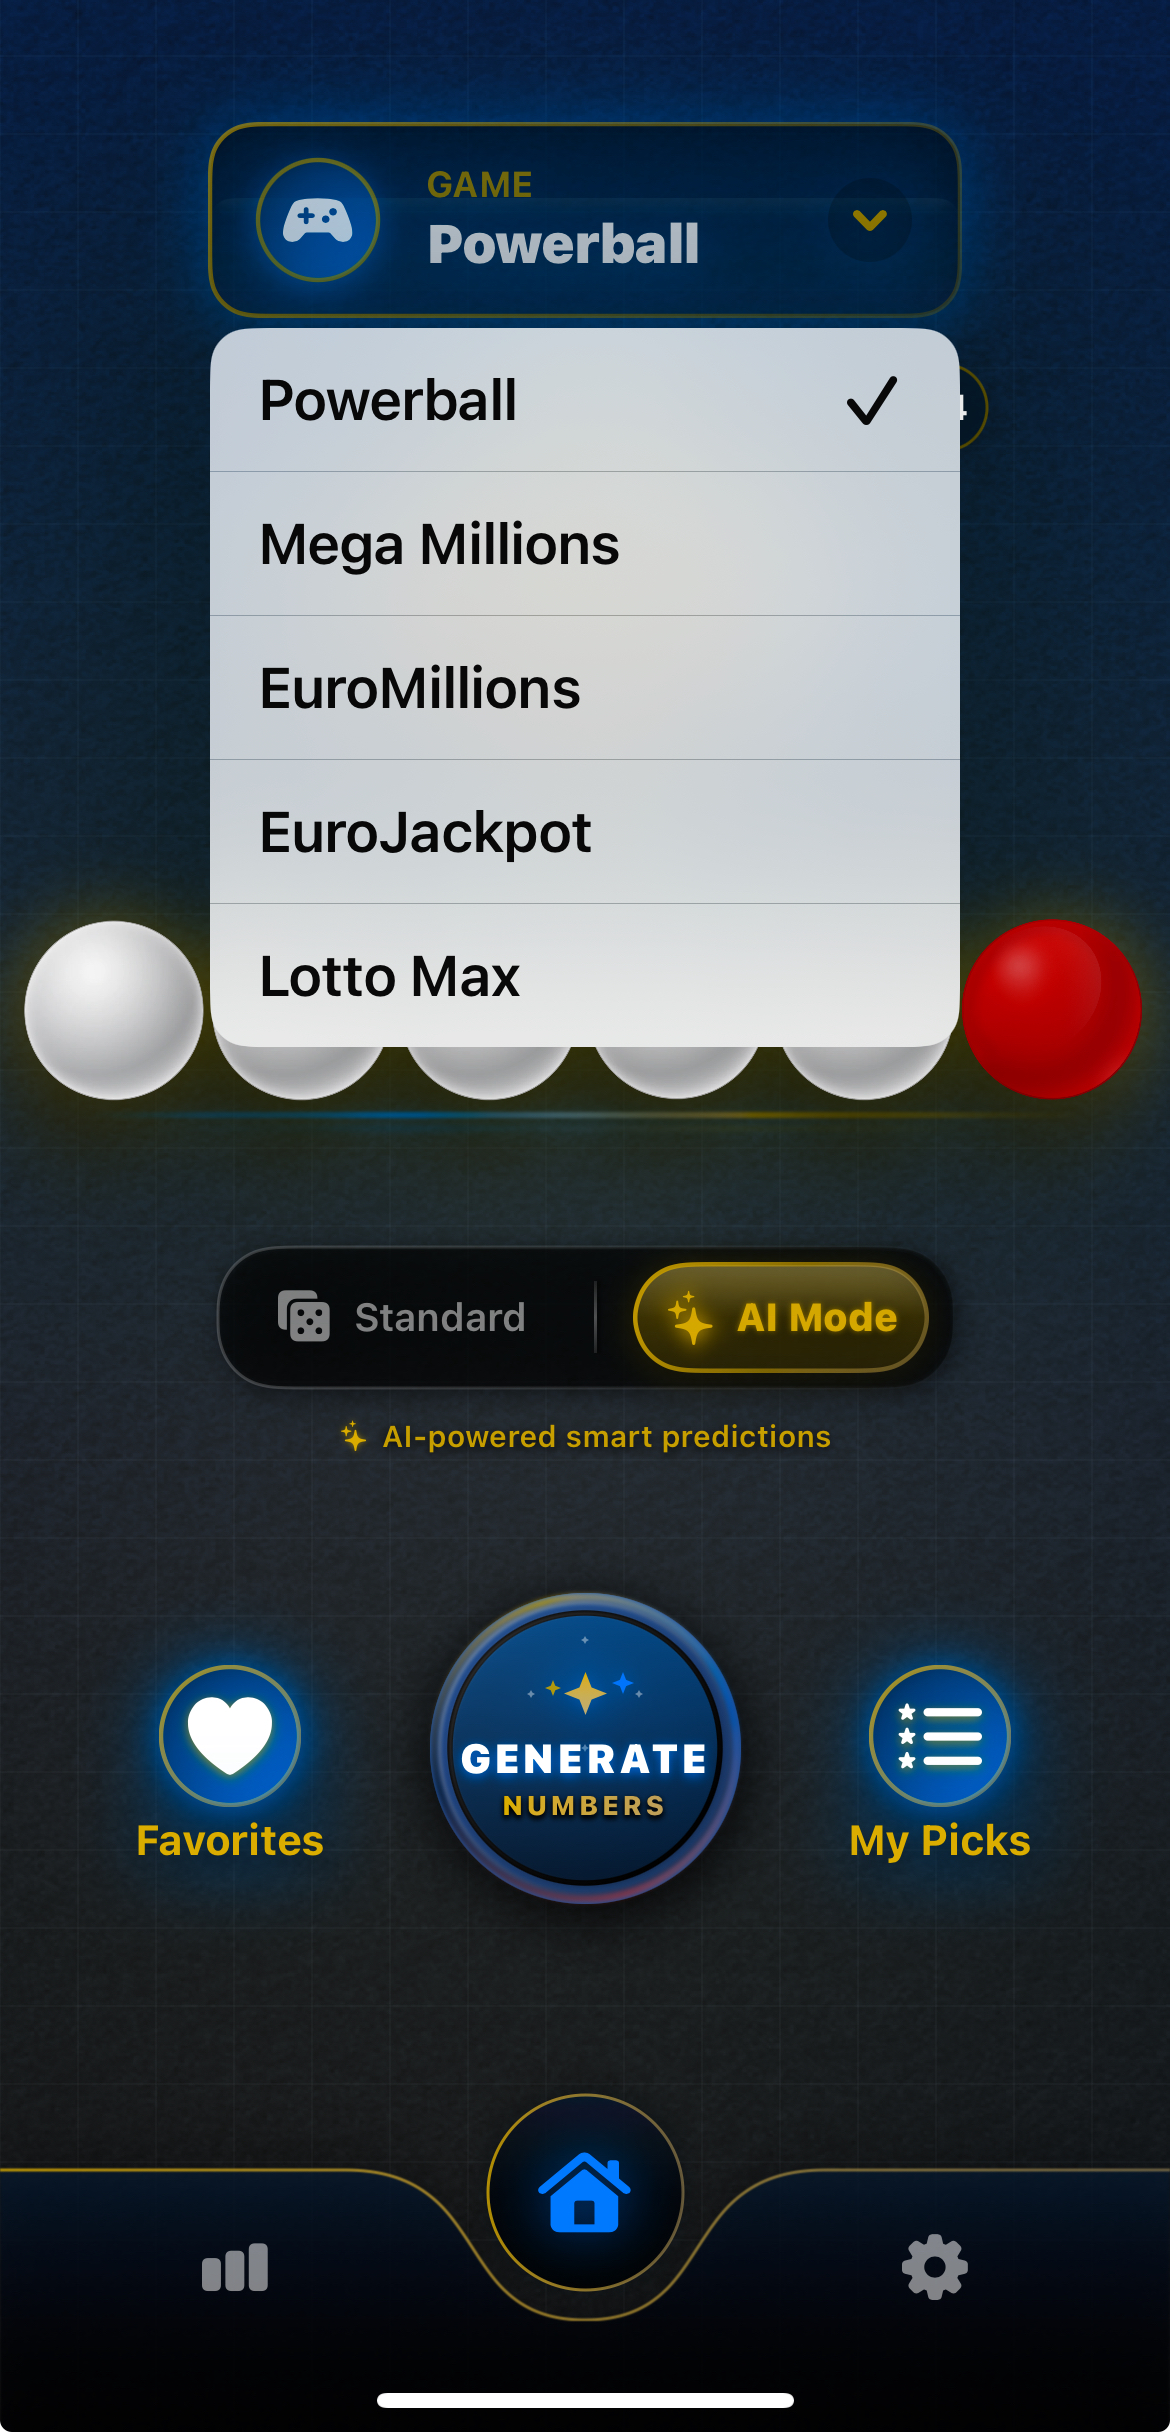 GAME
Powerball
Powerball
Mega Millions
EuroMillions
EuroJackpot
Lotto Max
Standard
AI Mode
AI-powered smart predictions
GENERATE
NUMBERS
Favorites
My Picks